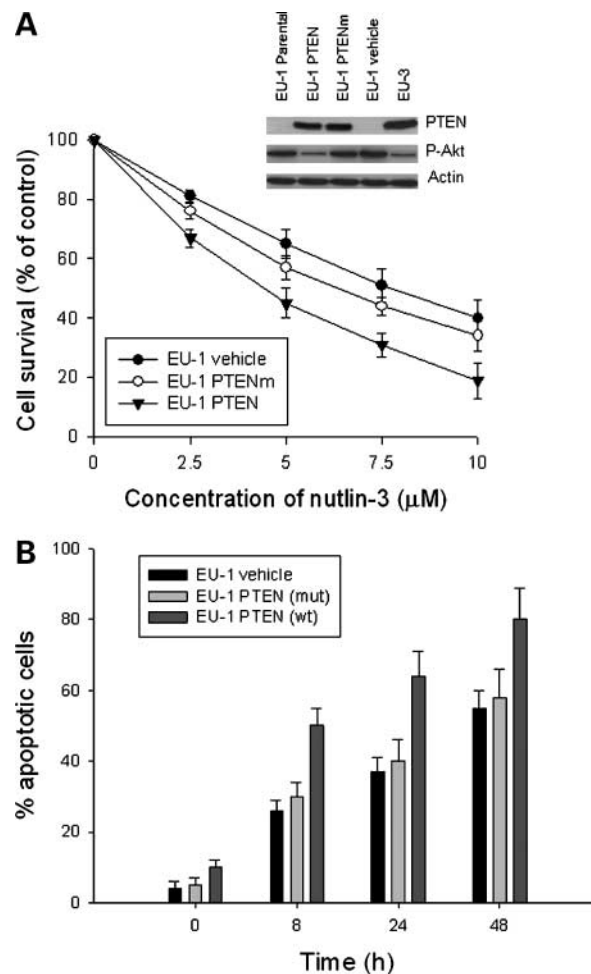 A
EU-1 Parental
EU-1 PTEN
EU-1 PTENm
EU-1 vehicle
EU-3
PTEN
P-Akt
Actin
100
80
60
40
20
0
Cell survival (% of control)
EU-1 vehicle
EU-1 PTENm
EU-1 PTEN
0 2.5 5 7.5 10
Concentration of nutlin-3 (μM)
B
100
80
60
40
20
0
% apoptotic cells
EU-1 vehicle
EU-1 PTEN (mut)
EU-1 PTEN (wt)
0 8 24 48
Time (h)